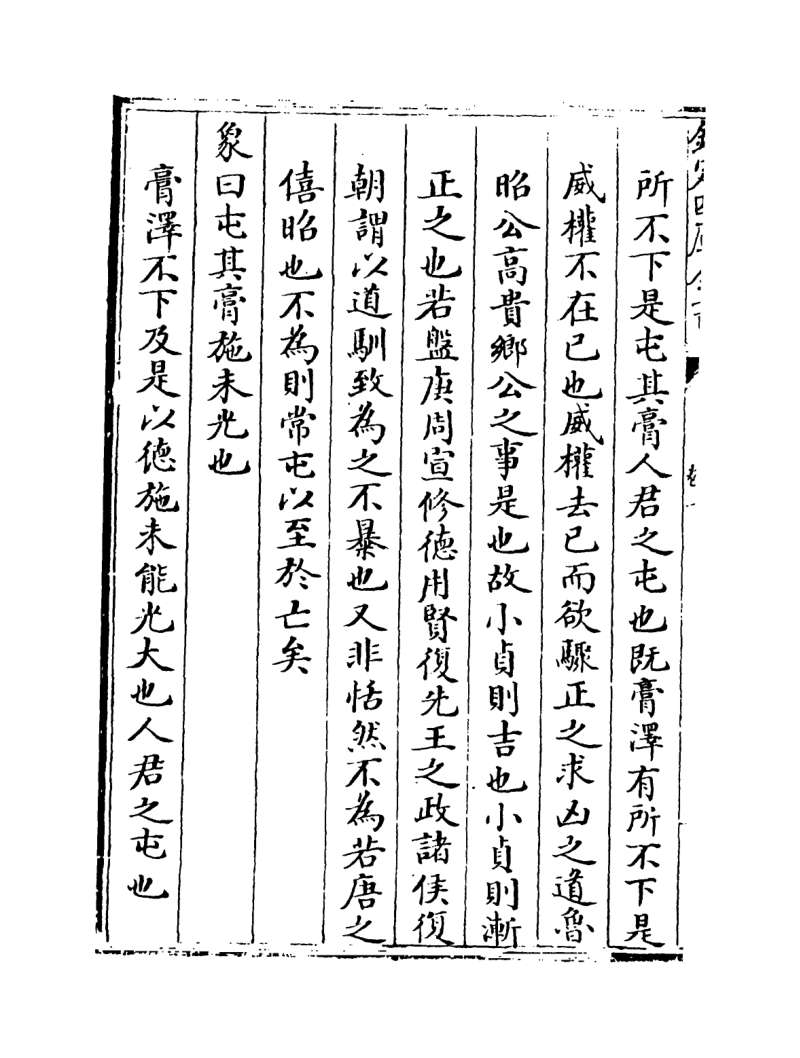 所不下是屯其膏人君之屯也既膏澤有所不下是
威權不在已也威權去已而欲驟正之求凶之道魯
昭公高貴鄉公之事是也故小貞則吉也小貞則漸
正之也若盤庚周宣修德用賢復先王之政諸侯復
朝謂以道馴致為之不暴也又非恬然不為若唐之
僖昭也不為則常屯以至於亡矣
象曰屯其膏施未光也
膏澤不下及是以德施未能光大也人君之屯也